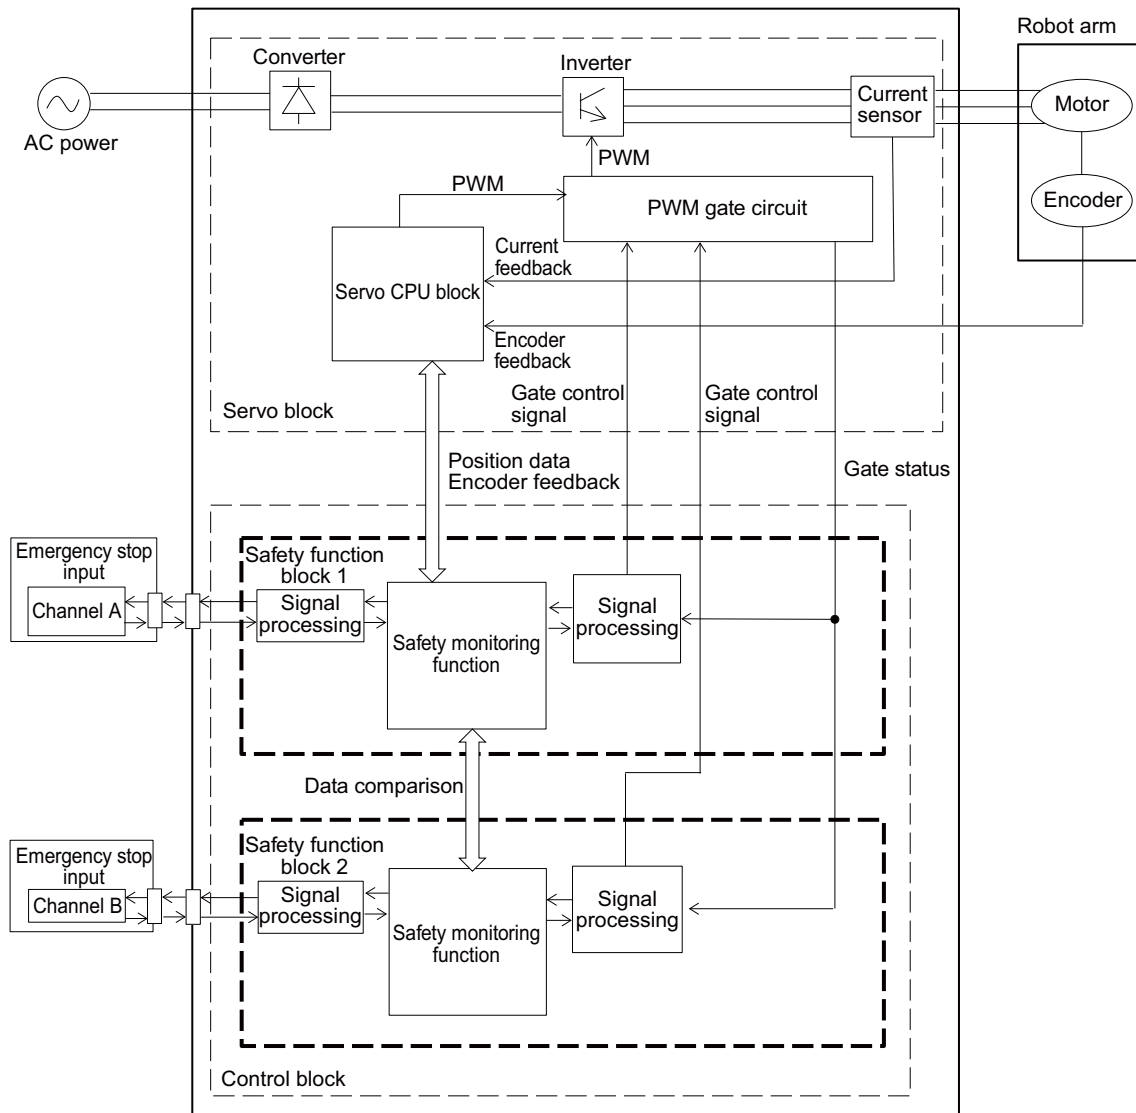 Robot arm
Converter
Inverter
Current
sensor
Motor
AC power
PWM
PWM
PWM gate circuit
Encoder
Current
feedback
Servo CPU block
Encoder
feedback
Gate control
signal
Gate control
signal
Servo block
Position data
Encoder feedback
Gate status
Emergency stop
input
Channel A
Safety function
block 1
Signal
processing
Safety monitoring
function
Signal
processing
Data comparison
Emergency stop
input
Channel B
Safety function
block 2
Signal
processing
Safety monitoring
function
Signal
processing
Control block